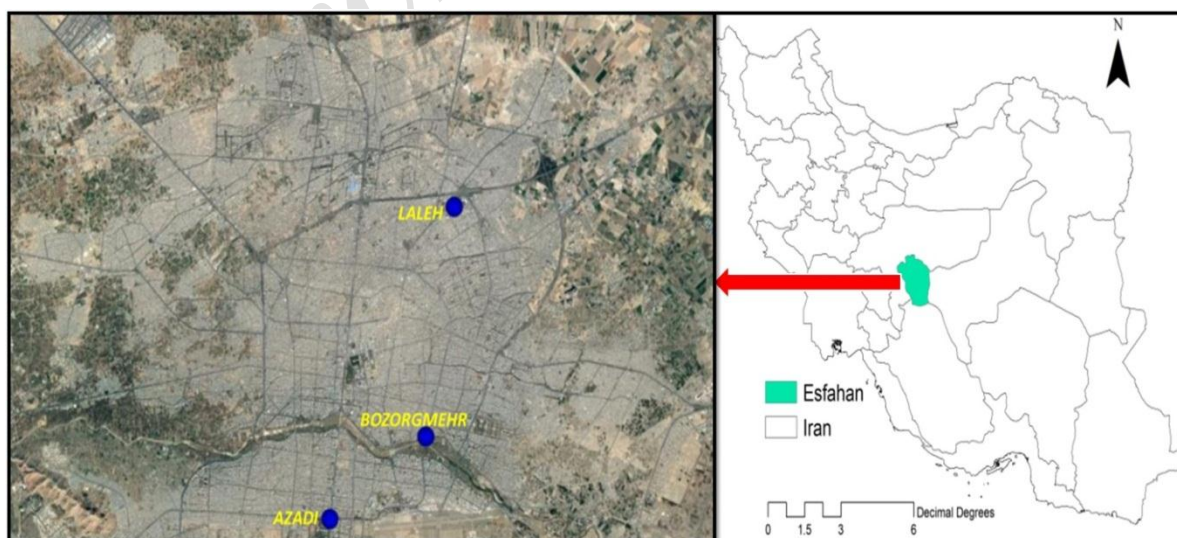 LALEH
BOZORGMEHR
AZADI
N
Esfahan
Iran
0 1.5 3 6 Decimal Degrees